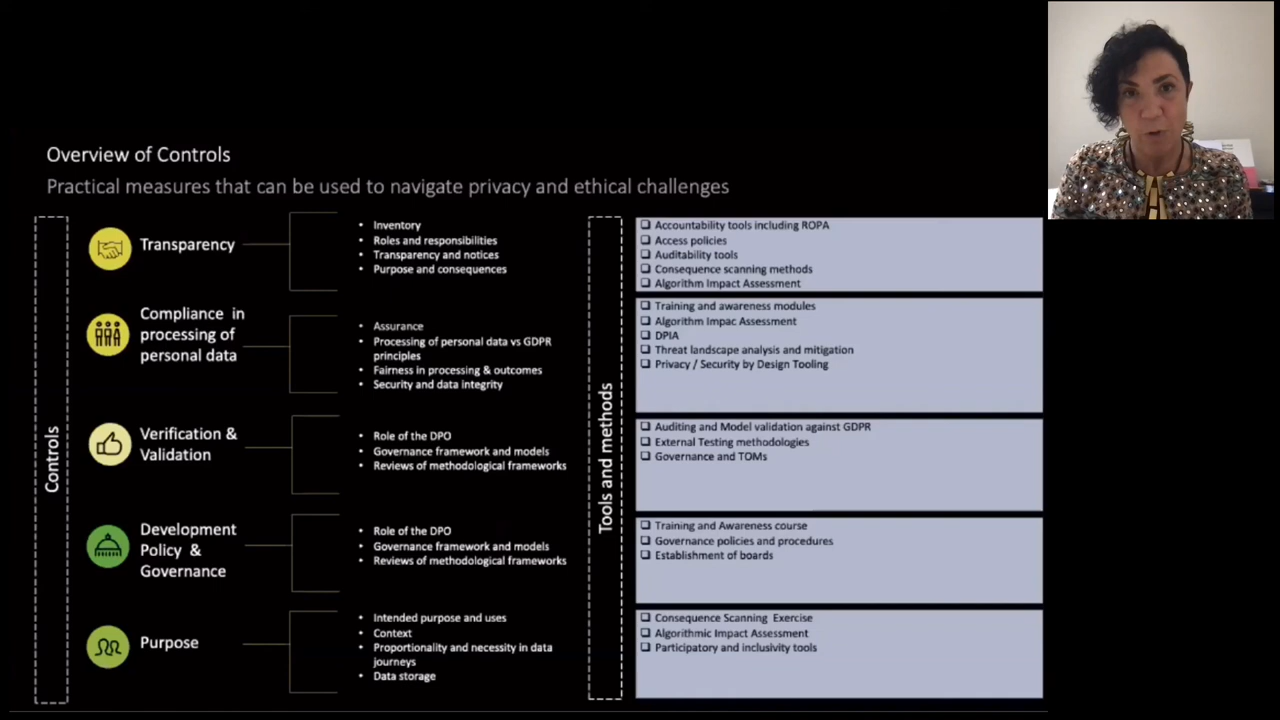 Overview of Controls
Practical measures that can be used to navigate privacy and ethical challenges
Controls
Transparency
• Inventory
• Roles and responsibilities
• Transparency and notices
• Purpose and consequences
Compliance in
processing of
personal data
• Assurance
• Processing of personal data vs GDPR
principles
• Fairness in processing & outcomes
• Security and data integrity
Verification &
Validation
• Role of the DPO
• Governance framework and models
• Reviews of methodological frameworks
Development
Policy &
Governance
• Role of the DPO
• Governance framework and models
• Reviews of methodological frameworks
Purpose
• Intended purpose and uses
• Context
• Proportionality and necessity in data
journeys
• Data storage
Tools and methods
❑ Accountability tools including ROPA
❑ Access policies
❑ Auditability tools
❑ Consequence scanning methods
❑ Algorithm Impact Assessment
❑ Training and awareness modules
❑ Algorithm Impac Assessment
❑ DPIA
❑ Threat landscape analysis and mitigation
❑ Privacy / Security by Design Tooling
❑ Auditing and Model validation against GDPR
❑ External Testing methodologies
❑ Governance and TOMs
❑ Training and Awareness course
❑ Governance policies and procedures
❑ Establishment of boards
❑ Consequence Scanning Exercise
❑ Algorithmic Impact Assessment
❑ Participatory and inclusivity tools